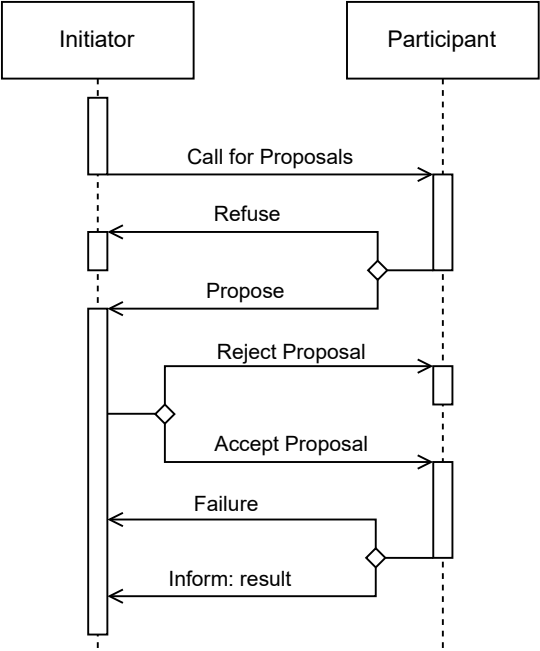 Initiator
Participant
Call for Proposals
Refuse
Propose
Reject Proposal
Accept Proposal
Failure
Inform: result